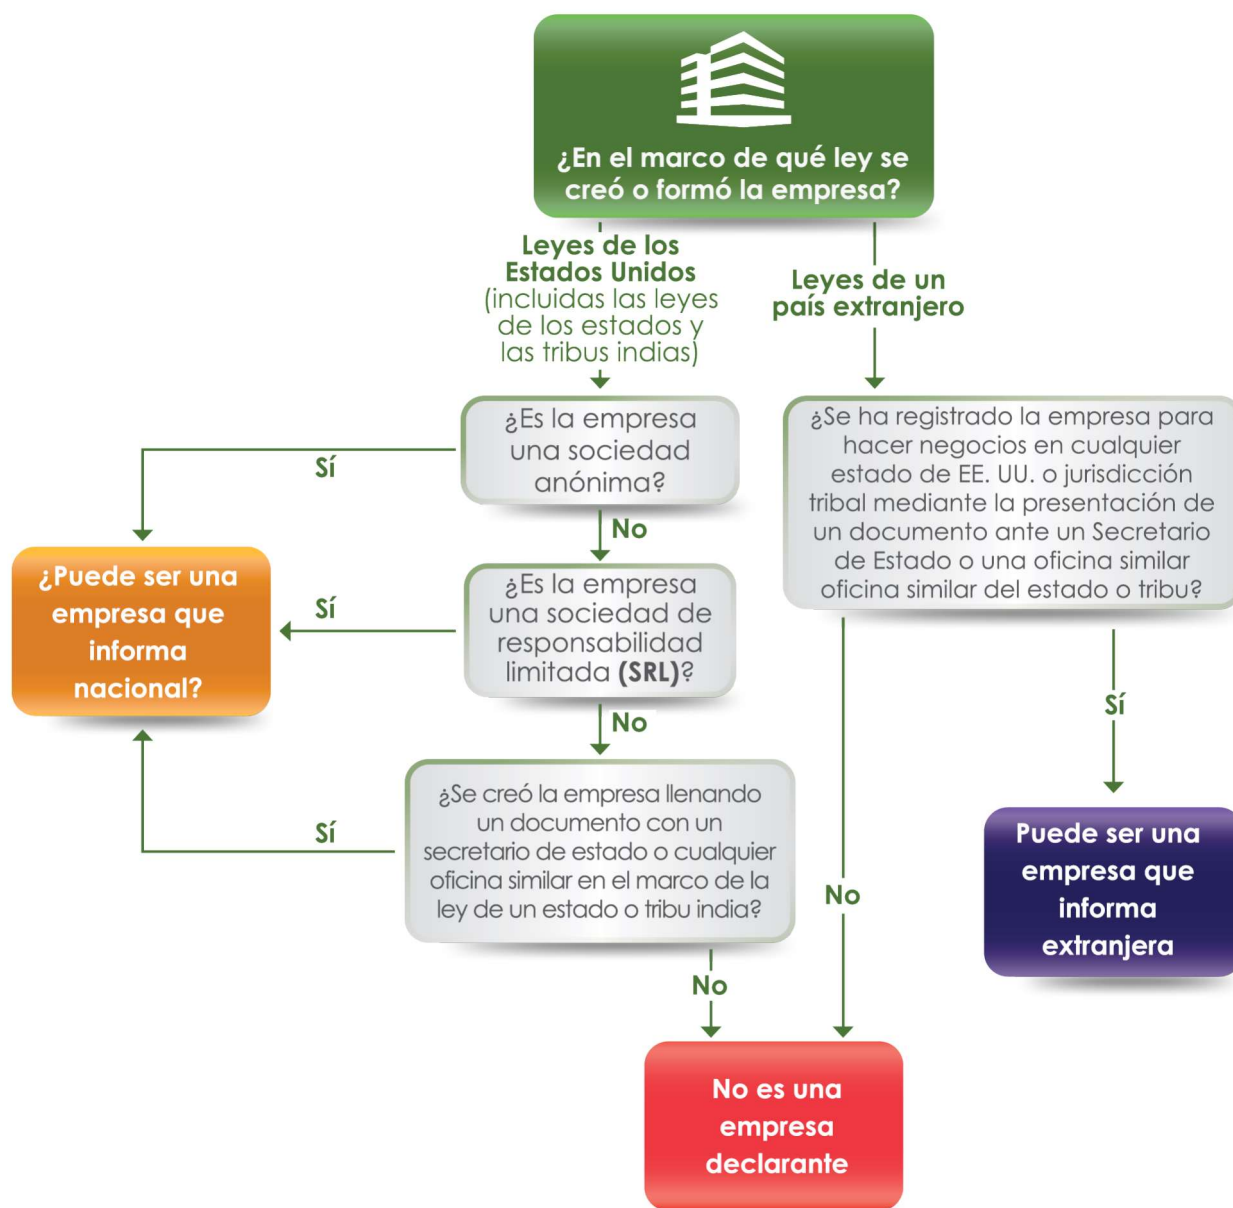 ¿En el marco de qué ley se
creó o formó la empresa?
Leyes de los
Estados Unidos
(incluidas las leyes
de los estados y
las tribus indias)
Leyes de un
país extranjero
¿Es la empresa
una sociedad
anónima?
Sí
No
¿Se ha registrado la empresa para
hacer negocios en cualquier
estado de EE. UU. o jurisdicción
tribal mediante la presentación de
un documento ante un Secretario
de Estado o una oficina similar
oficina similar del estado o tribu?
¿Puede ser una
empresa que
informa
nacional?
Sí
¿Es la empresa
una sociedad de
responsabilidad
limitada (SRL)?
No
Sí
¿Se creó la empresa llenando
un documento con un
secretario de estado o cualquier
oficina similar en el marco de la
ley de un estado o tribu india?
Sí
No
No
Puede ser una
empresa que
informa
extranjera
No es una
empresa
declarante